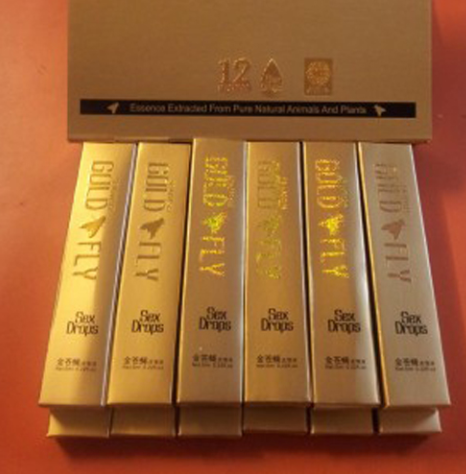 12
Essence Extracted From Pure Natural Animals And Plants
GOLD FLY
GOLD FLY
GOLD FLY
GOLD FLY
GOLD FLY
GOLD FLY
Sex
Drops
Sex
Drops
Sex
Drops
Sex
Drops
Sex
Drops
Sex
Drops
金苍蝇
金苍蝇
金苍蝇
金苍蝇
金苍蝇
金苍蝇